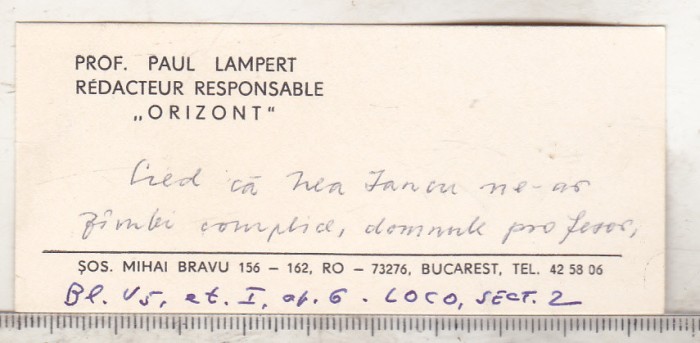 PROF. PAUL LAMPERT
RÉDACTEUR RESPONSABLE
„ORIZONT“
Cred că Nea Iancu ne-ar
zîmbi complice, domnule profesor,
ȘOS. MIHAI BRAVU 156 – 162, RO – 73276, BUCAREST, TEL. 42 58 06
Bl. V5, et. I, ap. 6 . LOCO, SECT. 2